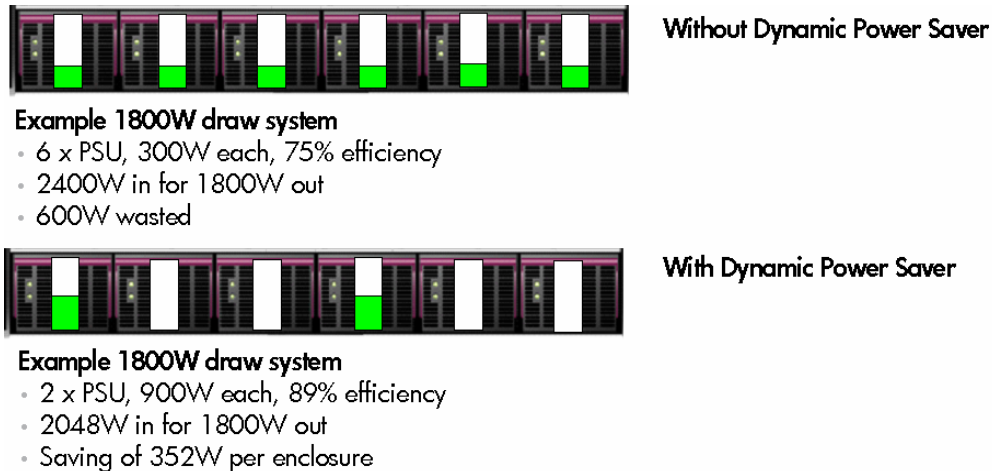 Without Dynamic Power Saver
Example 1800W draw system
• 6 x PSU, 300W each, 75% efficiency
• 2400W in for 1800W out
• 600W wasted
With Dynamic Power Saver
Example 1800W draw system
• 2 x PSU, 900W each, 89% efficiency
• 2048W in for 1800W out
• Saving of 352W per enclosure